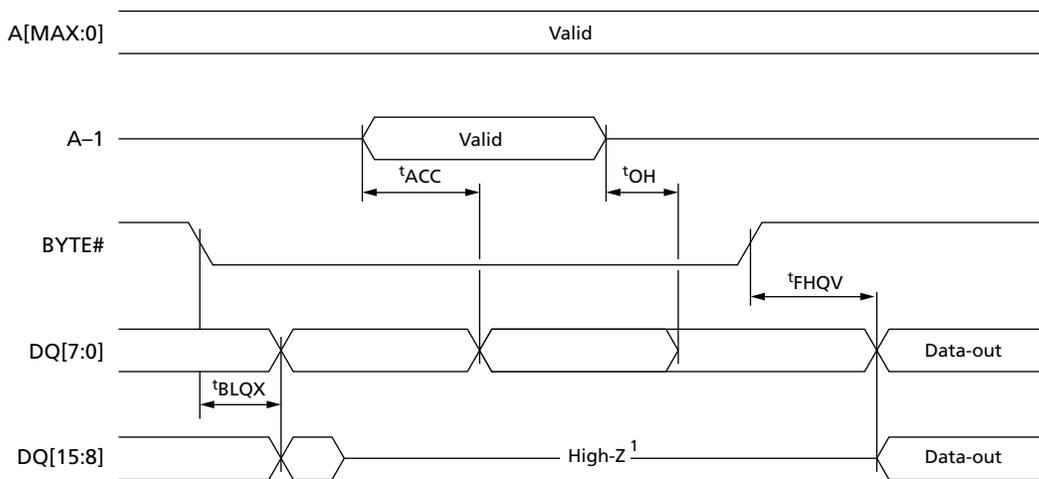 A[MAX:0] Valid
A–1 Valid
tACC tOH
BYTE#
tFHQV
DQ[7:0] Data-out
tBLQX
DQ[15:8] High-Z 1 Data-out